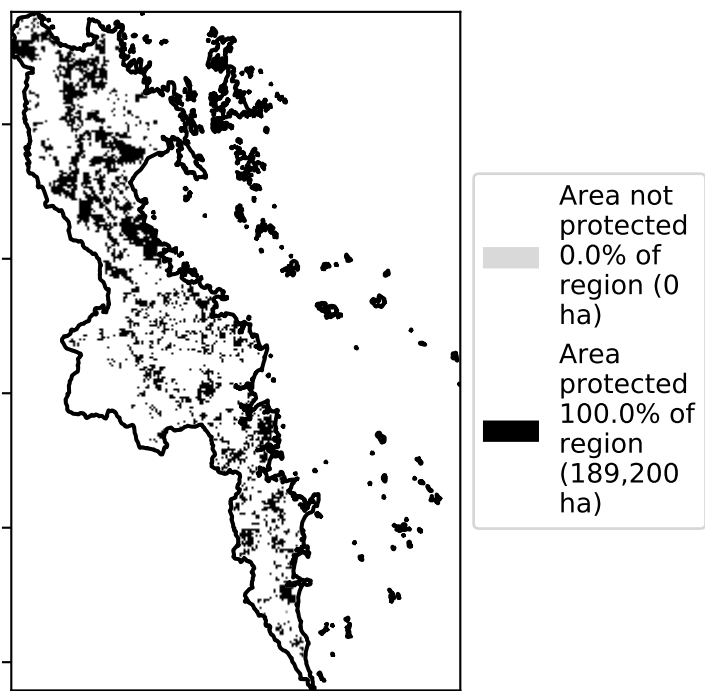 Area not
protected
0.0% of
region (0
ha)
Area
protected
100.0% of
region
(189,200
ha)